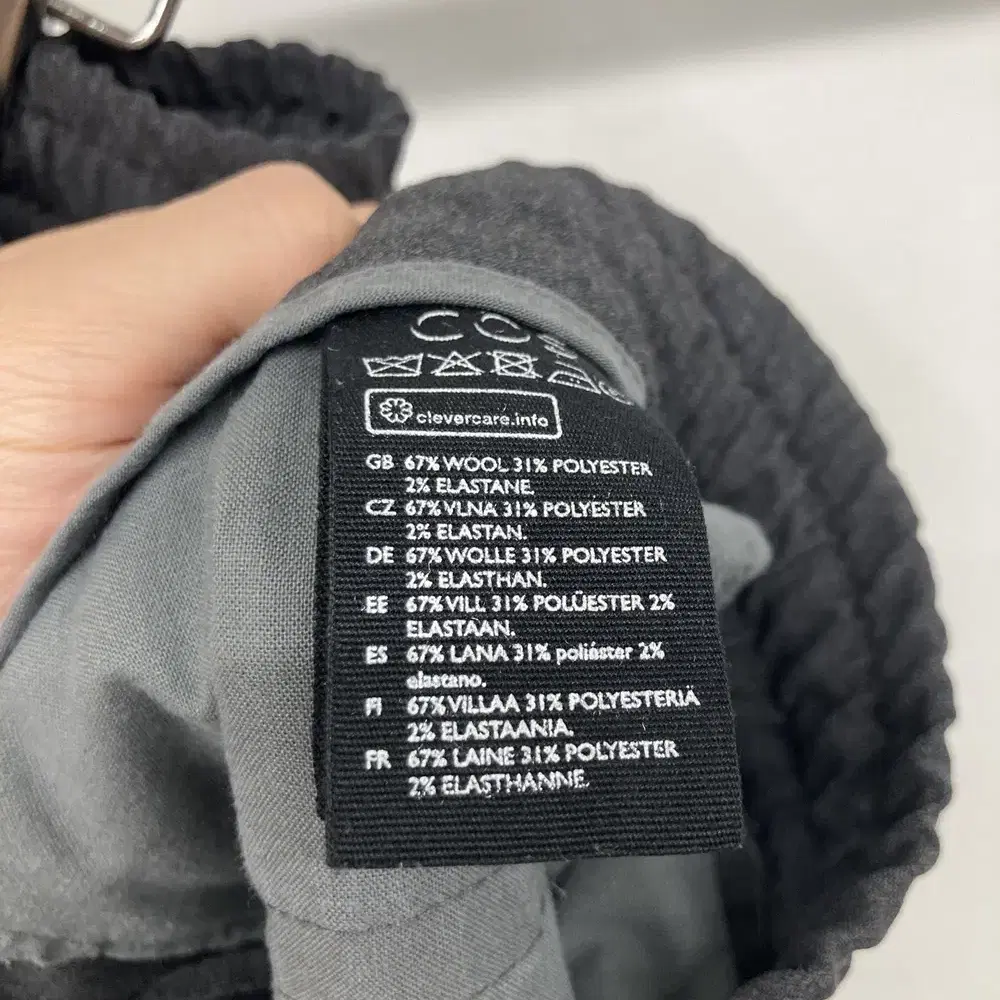 clevercare.info
GB 67% WOOL 31% POLYESTER
2% ELASTANE.
CZ 67% VLNA 31% POLYESTER
2% ELASTAN.
DE 67% WOLLE 31% POLYESTER
2% ELASTHAN.
EE 67% VILL 31% POLÜESTER 2%
ELASTAAN.
ES 67% LANA 31% poliéster 2%
elastano.
FI 67% VILLAA 31% POLYESTERIÄ
2% ELASTAANIA.
FR 67% LAINE 31% POLYESTER
2% ELASTHANNE.